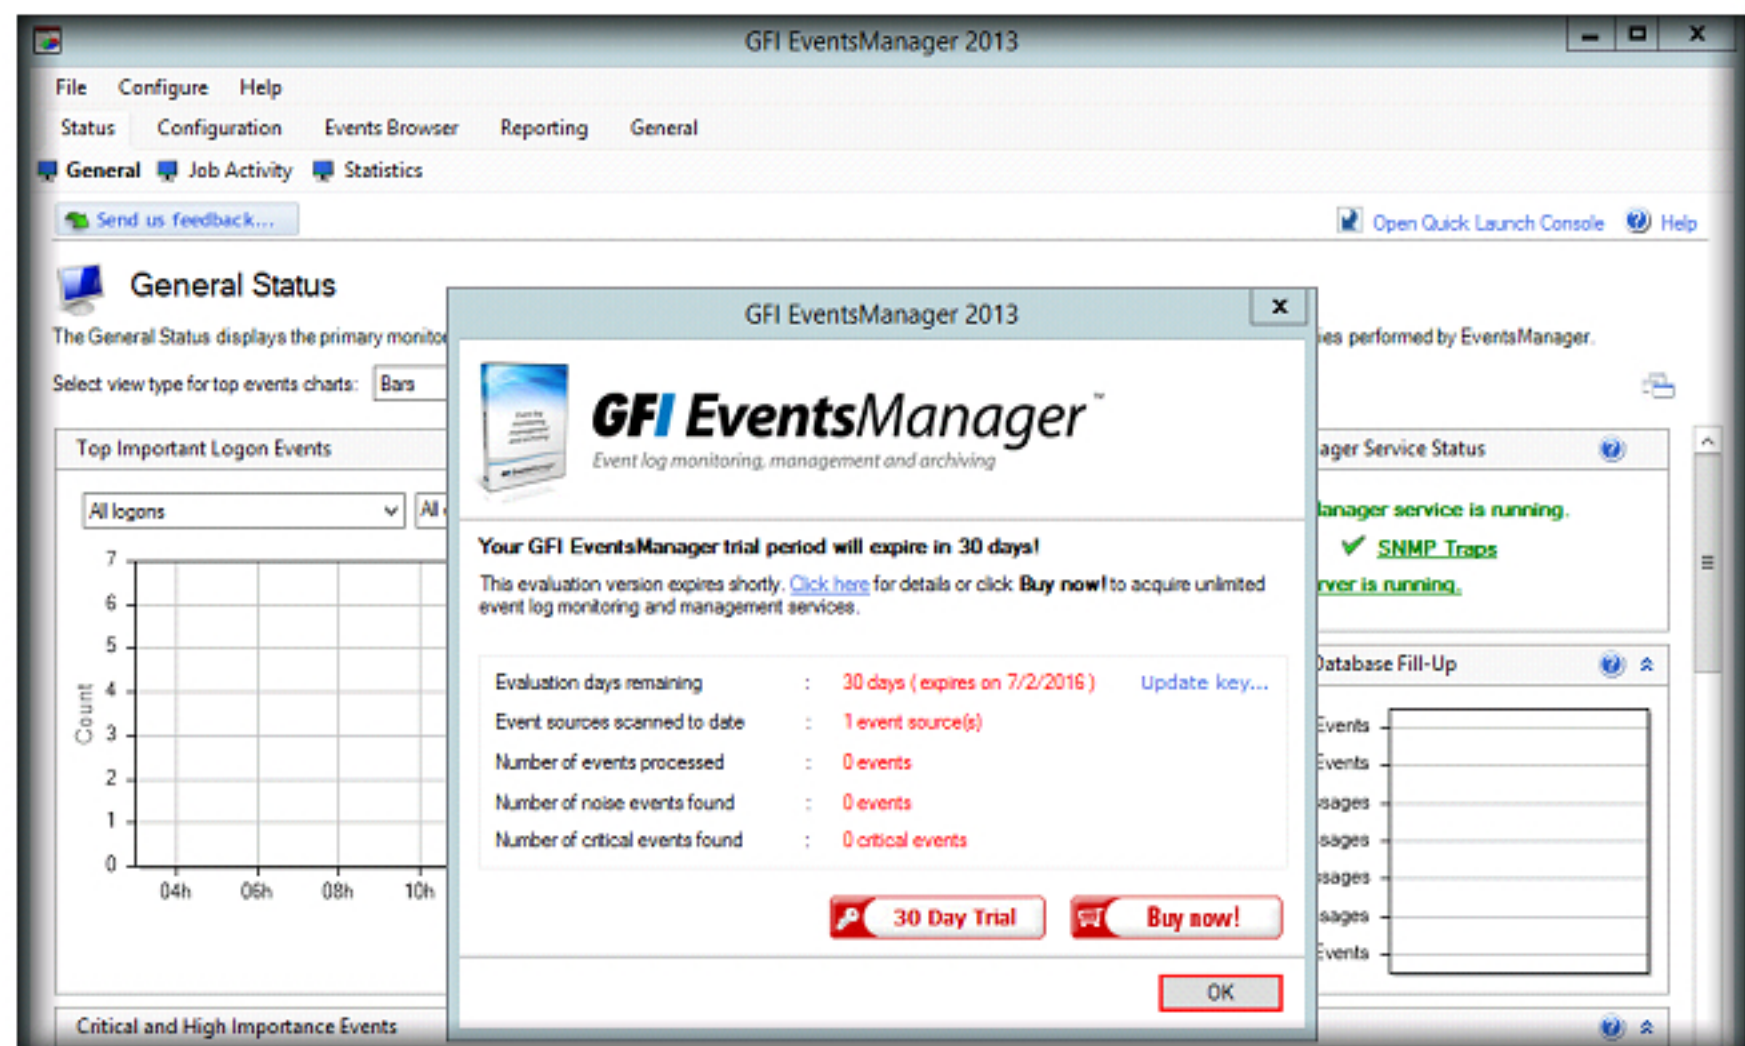 GFI EventsManager 2013
File Configure Help
Status Configuration Events Browser Reporting General
General Job Activity Statistics
Send us feedback...
Open Quick Launch Console Help
General Status
The General Status displays the primary
ies performed by EventsManager.
Select view type for top events charts: Bars
Top Important Logon Events
All logons
All
7
6
5
4
3
2
1
0
Count
04h 06h 08h 10h
Critical and High Importance Events
GFI EventsManager 2013
GFI EventsManager™
Event log monitoring, management and archiving
Your GFI EventsManager trial period will expire in 30 days!
This evaluation version expires shortly. Click here for details or click Buy now! to acquire unlimited
event log monitoring and management services.
Evaluation days remaining : 30 days ( expires on 7/2/2016 ) Update key...
Event sources scanned to date : 1 event source(s)
Number of events processed : 0 events
Number of noise events found : 0 events
Number of critical events found : 0 critical events
30 Day Trial Buy now!
OK
ager Service Status
anager service is running.
SNMP Traps
rver is running.
Database Fill-Up
Events
Events
ssages
sages
ssages
sages
Events